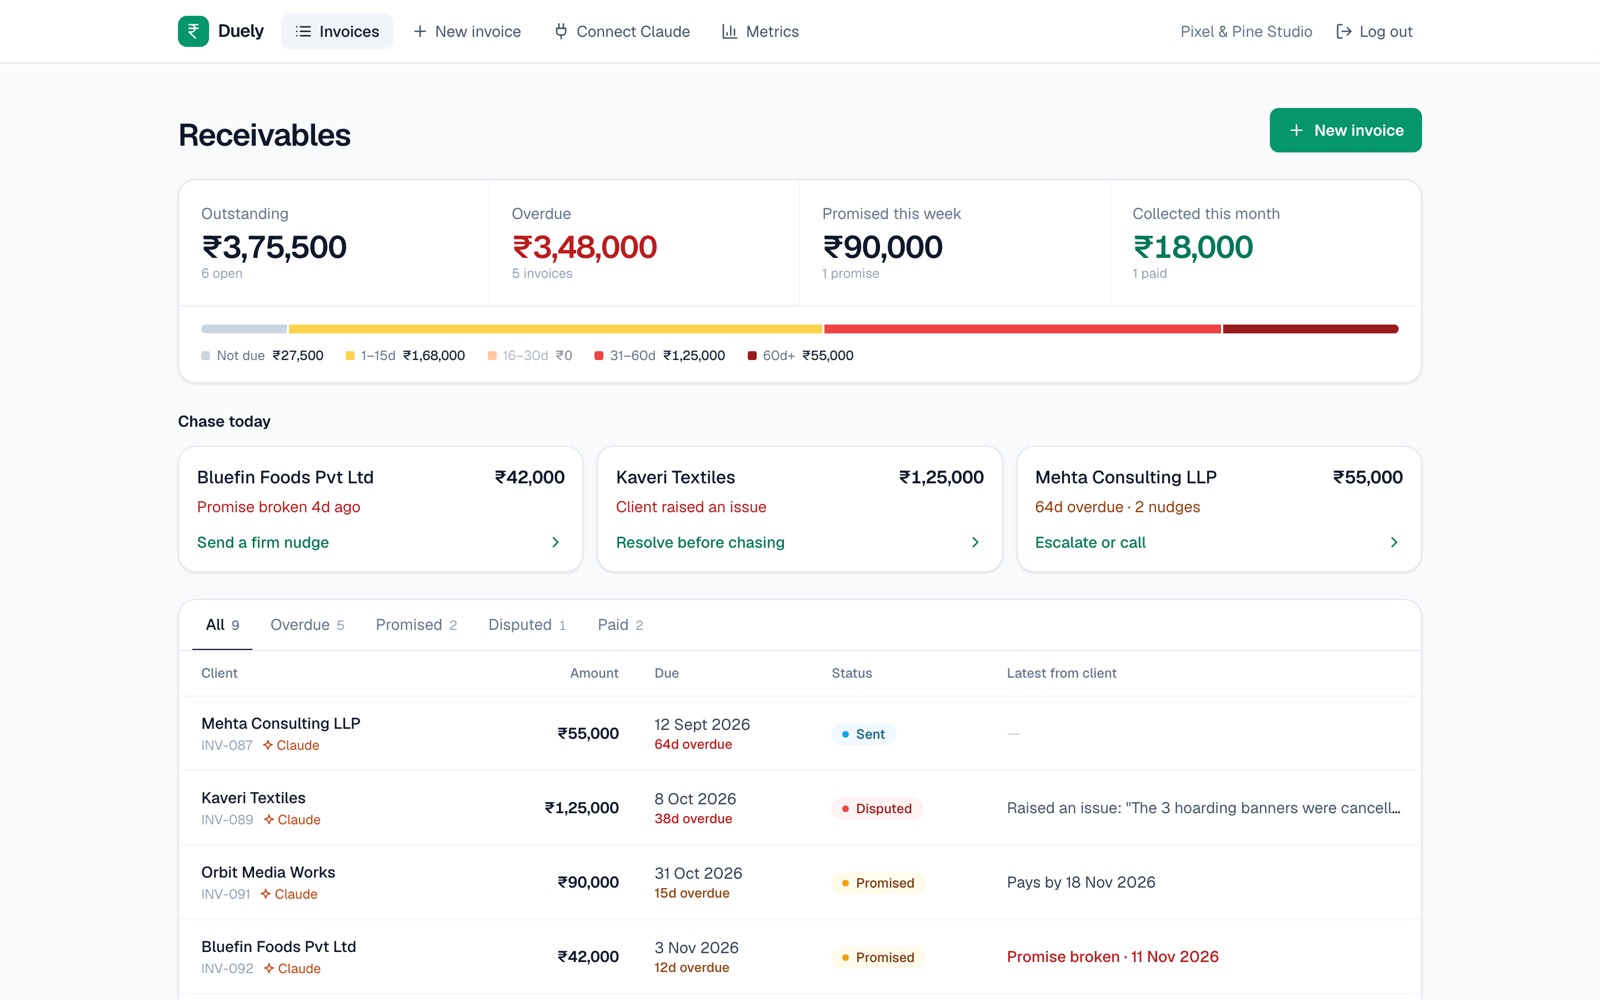 ₹ Duely Invoices New invoice Connect Claude Metrics Pixel & Pine Studio Log out
Receivables
New invoice
Outstanding
₹3,75,500
6 open
Overdue
₹3,48,000
5 invoices
Promised this week
₹90,000
1 promise
Collected this month
₹18,000
1 paid
Not due ₹27,500 1–15d ₹1,68,000 16–30d ₹0 31–60d ₹1,25,000 60d+ ₹55,000
Chase today
Bluefin Foods Pvt Ltd ₹42,000
Promise broken 4d ago
Send a firm nudge
Kaveri Textiles ₹1,25,000
Client raised an issue
Resolve before chasing
Mehta Consulting LLP ₹55,000
64d overdue · 2 nudges
Escalate or call
All 9 Overdue 5 Promised 2 Disputed 1 Paid 2
Client Amount Due Status Latest from client
Mehta Consulting LLP
INV-087 Claude
₹55,000
12 Sept 2026
64d overdue
Sent
—
Kaveri Textiles
INV-089 Claude
₹1,25,000
8 Oct 2026
38d overdue
Disputed
Raised an issue: "The 3 hoarding banners were cancell...
Orbit Media Works
INV-091 Claude
₹90,000
31 Oct 2026
15d overdue
Promised
Pays by 18 Nov 2026
Bluefin Foods Pvt Ltd
INV-092 Claude
₹42,000
3 Nov 2026
12d overdue
Promised
Promise broken · 11 Nov 2026